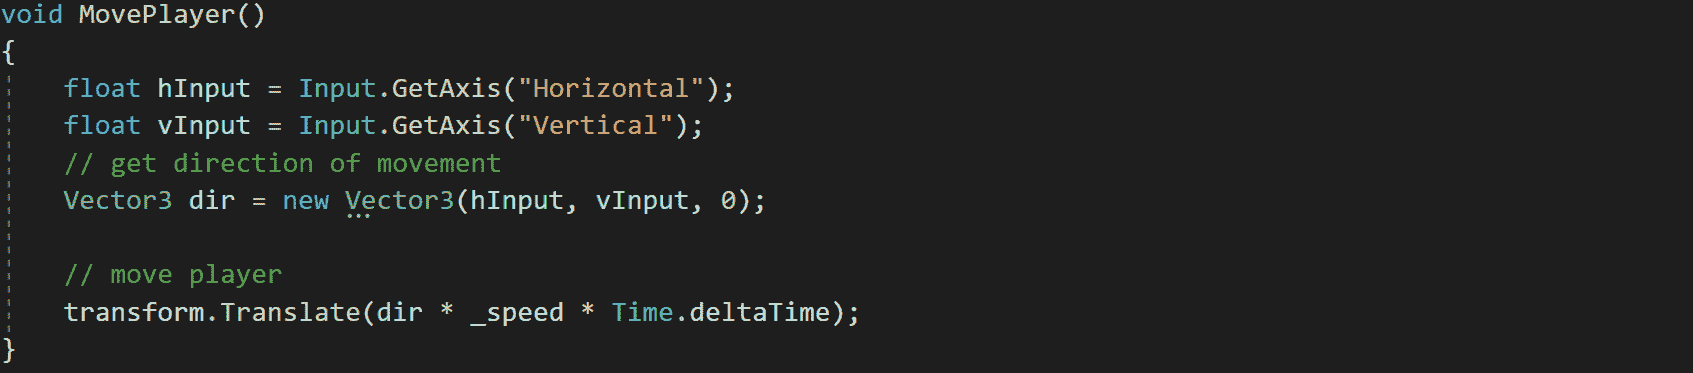 void MovePlayer()
{
    float hInput = Input.GetAxis("Horizontal");
    float vInput = Input.GetAxis("Vertical");
    // get direction of movement
    Vector3 dir = new Vector3(hInput, vInput, 0);
    // move player
    transform.Translate(dir * _speed * Time.deltaTime);
}